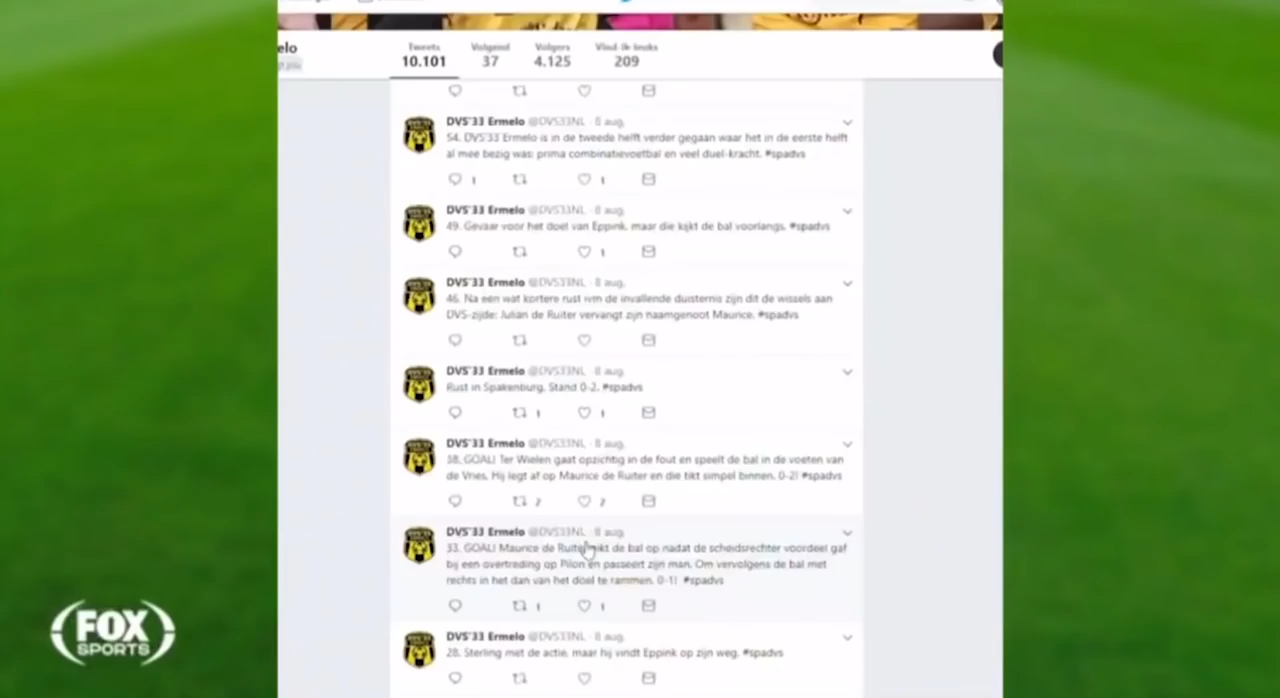 elo
Tweets Volgend Volgers Vind-ik-leuks
10.101 37 4.125 209
DVS'33 Ermelo @DVS33NL · 8 aug.
54. DVS'33 Ermelo is in de tweede helft verder gegaan waar het in de eerste helft
al mee bezig was: prima combinatievoetbal en veel duel-kracht. #spadvs
1 1
DVS'33 Ermelo @DVS33NL · 8 aug.
49. Gevaar voor het doel van Eppink, maar die kijkt de bal voorlangs. #spadvs
1
DVS'33 Ermelo @DVS33NL · 8 aug.
46. Na een wat kortere rust ivm de invallende duisternis zijn dit de wissels aan
DVS-zijde: Julian de Ruiter vervangt zijn naamgenoot Maurice. #spadvs
DVS'33 Ermelo @DVS33NL · 8 aug.
Rust in Spakenburg. Stand 0-2. #spadvs
1 1
DVS'33 Ermelo @DVS33NL · 8 aug.
38. GOAL! Ter Wielen gaat opzichtig in de fout en speelt de bal in de voeten van
de Vries. Hij legt af op Maurice de Ruiter en die tikt simpel binnen. 0-2! #spadvs
2 2
DVS'33 Ermelo @DVS33NL · 8 aug.
33. GOAL! Maurice de Ruiter pikt de bal op nadat de scheidsrechter voordeel gaf
bij een overtreding op Pilon en passeert zijn man. Om vervolgens de bal met
rechts in het dan van het doel te rammen. 0-1! #spadvs
1 1
DVS'33 Ermelo @DVS33NL · 8 aug.
28. Sterling met de actie, maar hij vindt Eppink op zijn weg. #spadvs
FOX
SPORTS